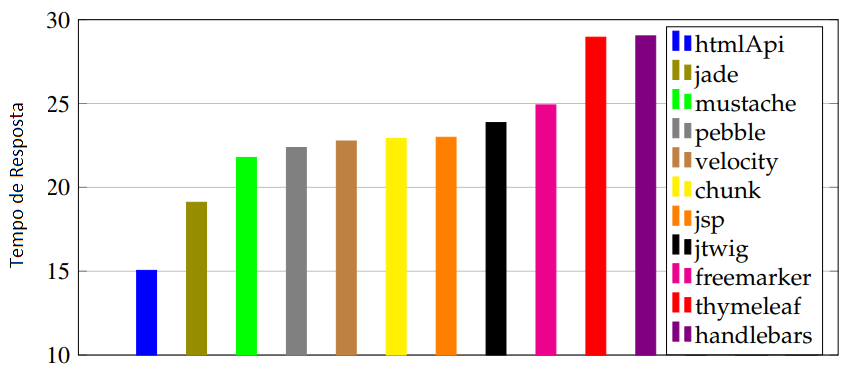 30
25
20
15
10
Tempo de Resposta
htmlApi
jade
mustache
pebble
velocity
chunk
jsp
jtwig
freemarker
thymeleaf
handlebars